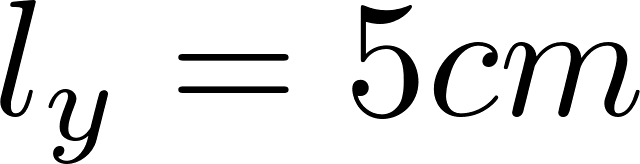 l_y = 5cm